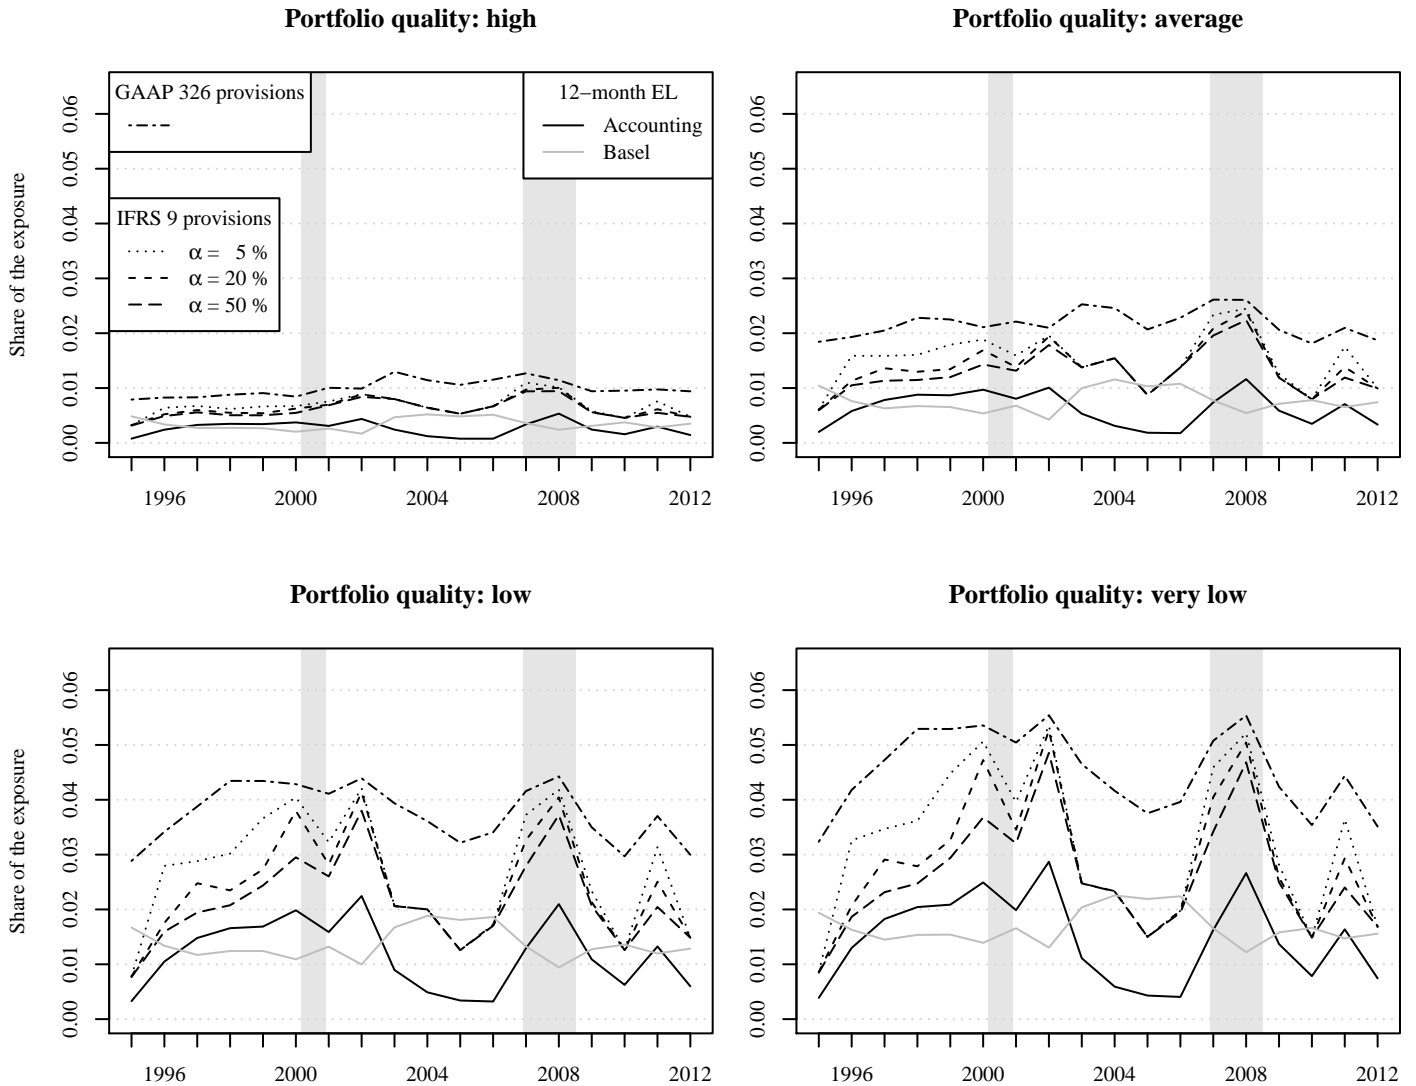 Portfolio quality: high
Share of the exposure
0.00 0.01 0.02 0.03 0.04 0.05 0.06
GAAP 326 provisions
IFRS 9 provisions
α = 5 %
α = 20 %
α = 50 %
12−month EL
Accounting
Basel
1996 2000 2004 2008 2012
Portfolio quality: average
0.00 0.01 0.02 0.03 0.04 0.05 0.06
1996 2000 2004 2008 2012
Portfolio quality: low
Share of the exposure
0.00 0.01 0.02 0.03 0.04 0.05 0.06
1996 2000 2004 2008 2012
Portfolio quality: very low
0.00 0.01 0.02 0.03 0.04 0.05 0.06
1996 2000 2004 2008 2012